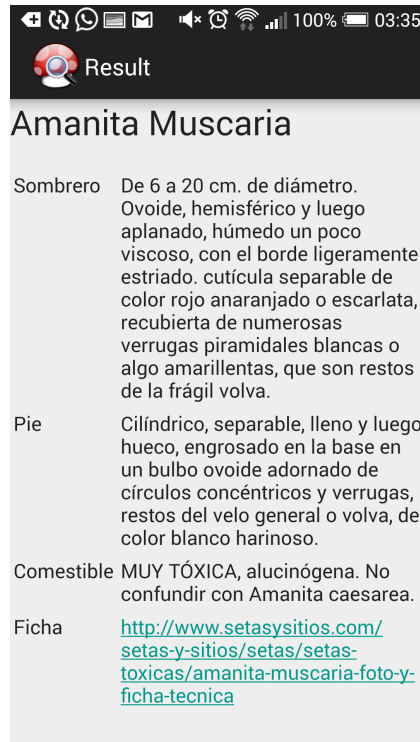 100% 03:35
Result
Amanita Muscaria
Sombrero De 6 a 20 cm. de diámetro.
Ovoide, hemisférico y luego
aplanado, húmedo un poco
viscoso, con el borde ligeramente
estriado. cutícula separable de
color rojo anaranjado o escarlata,
recubierta de numerosas
verrugas piramidales blancas o
algo amarillentas, que son restos
de la frágil volva.
Pie Cilíndrico, separable, lleno y luego
hueco, engrosado en la base en
un bulbo ovoide adornado de
círculos concéntricos y verrugas,
restos del velo general o volva, de
color blanco harinoso.
Comestible MUY TÓXICA, alucinógena. No
confundir con Amanita caesarea.
Ficha http://www.setasysitios.com/
setas-y-sitios/setas/setas-
toxicas/amanita-muscaria-foto-y-
ficha-tecnica